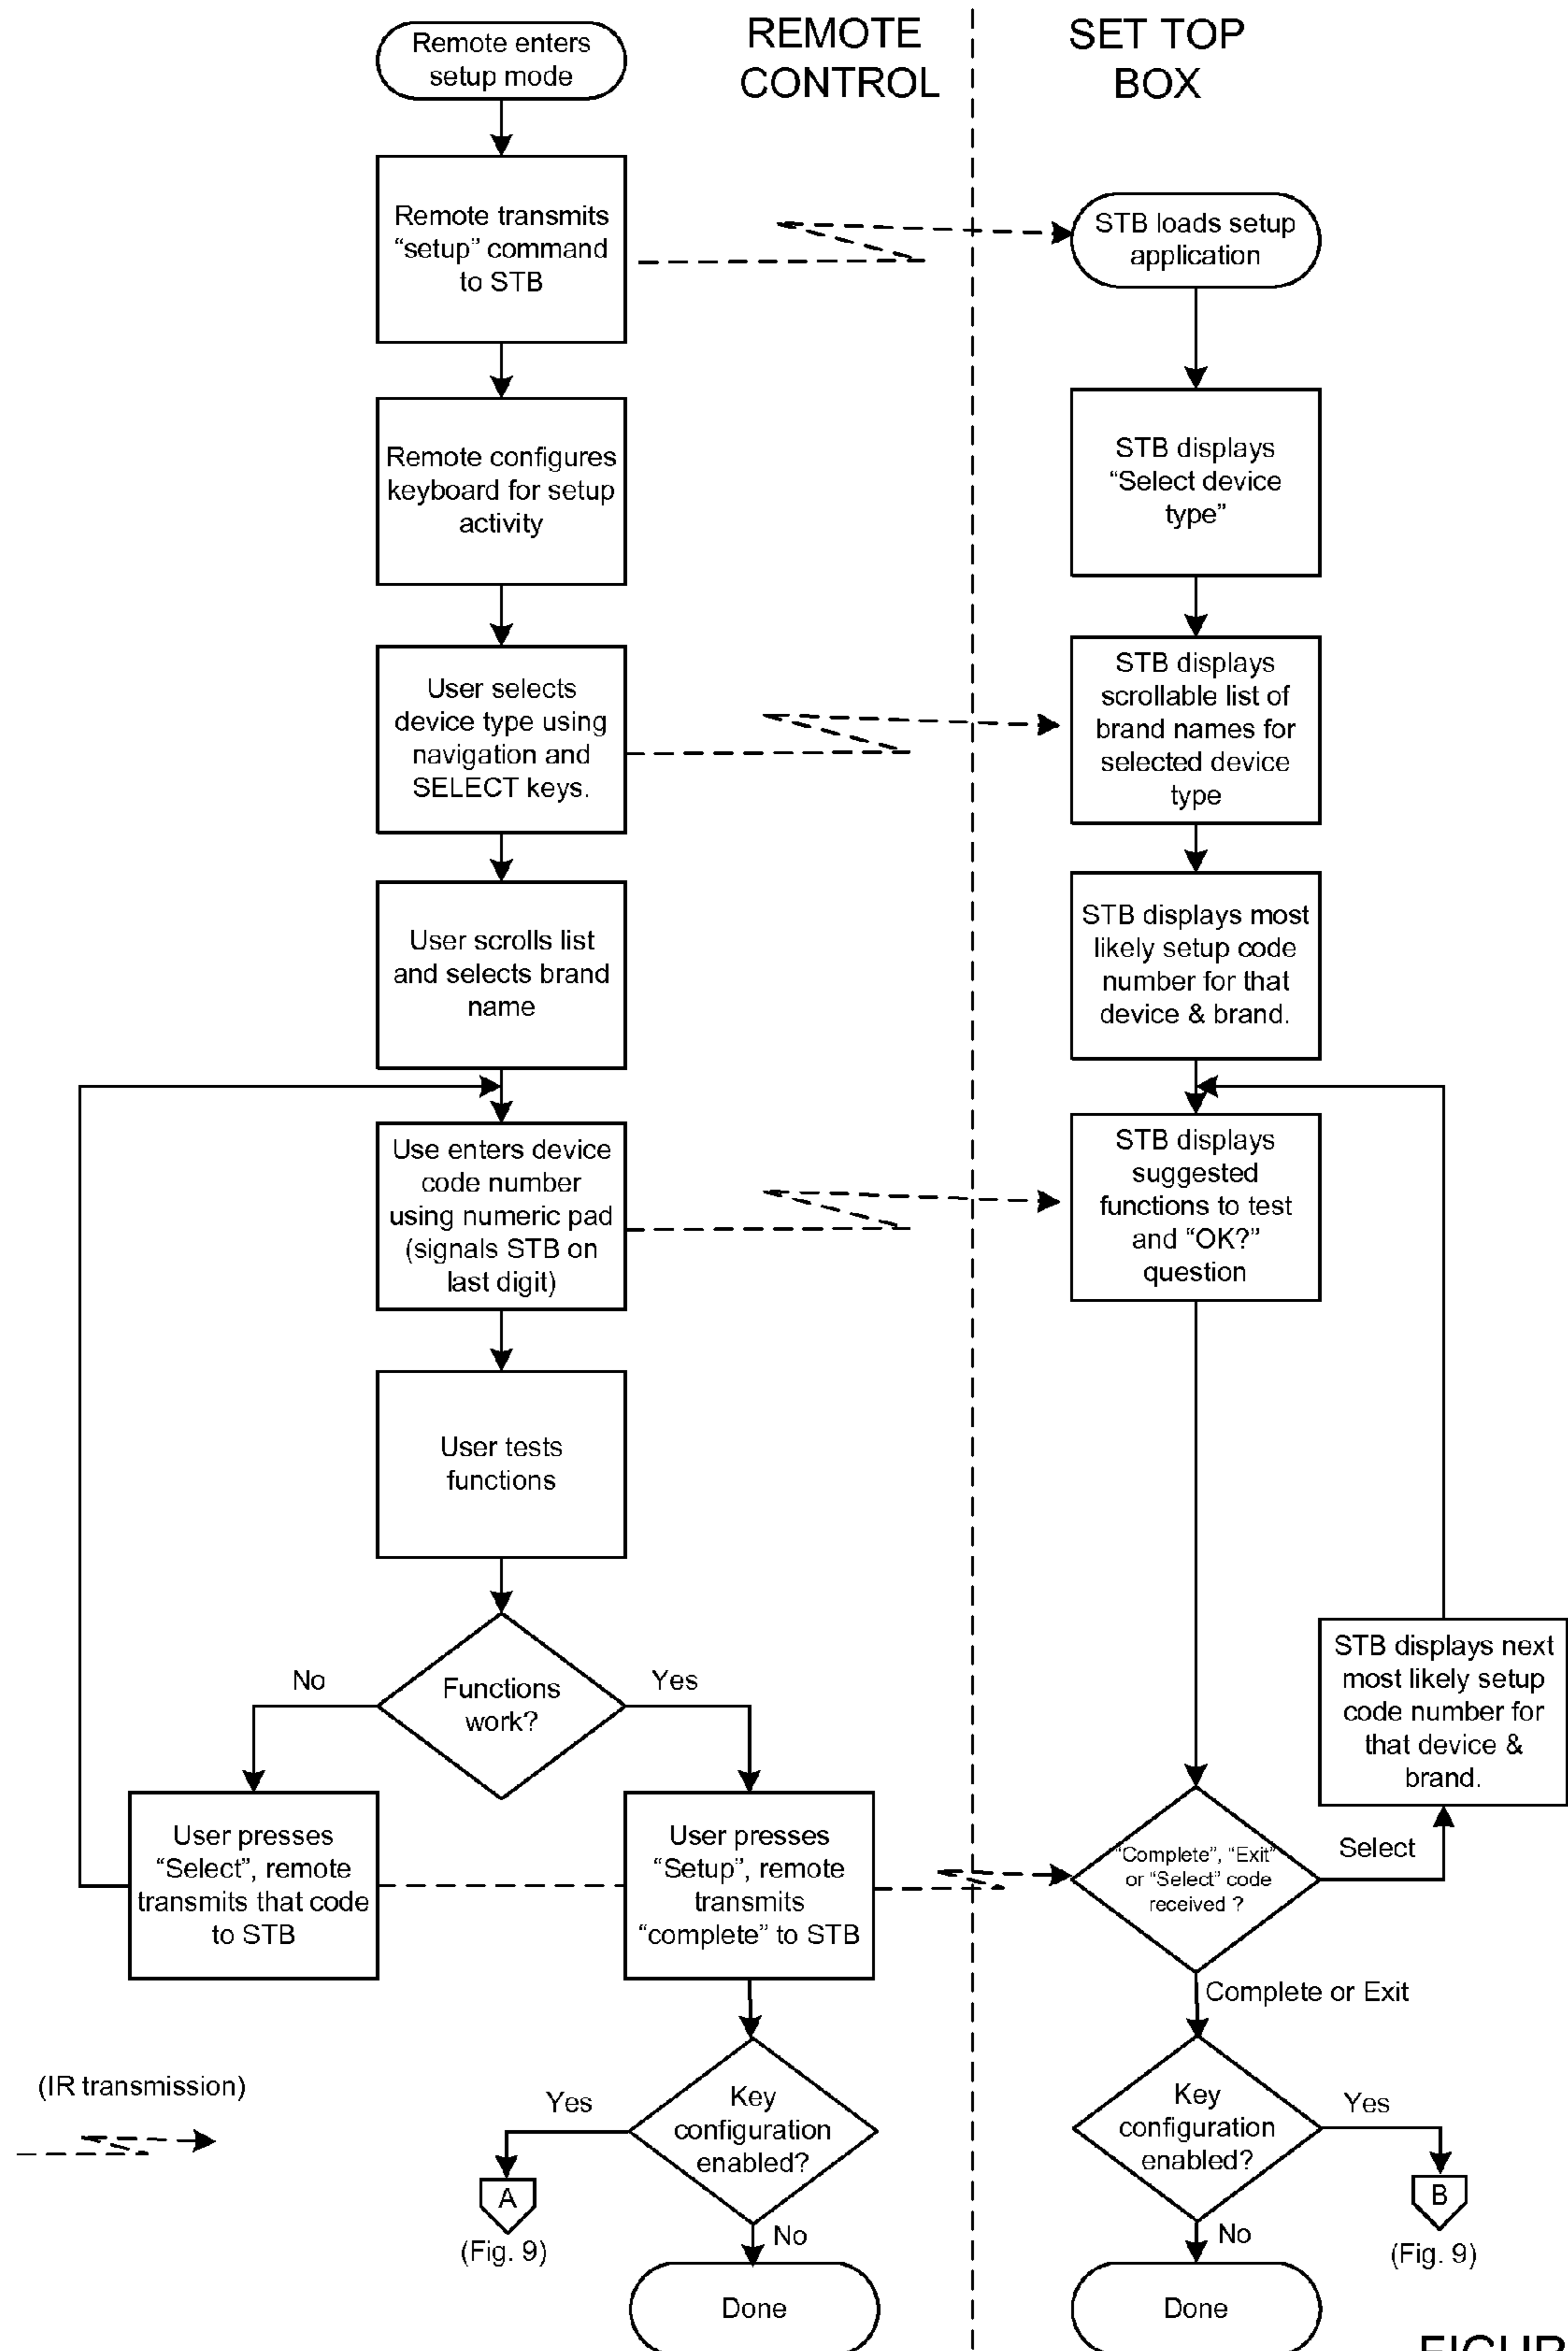 REMOTE
CONTROL
SET TOP
BOX
Remote enters
setup mode
Remote transmits
“setup” command
to STB
STB loads setup
application
Remote configures
keyboard for setup
activity
STB displays
“Select device
type”
User selects
device type using
navigation and
SELECT keys.
STB displays
scrollable list of
brand names for
selected device
type
User scrolls list
and selects brand
name
STB displays most
likely setup code
number for that
device & brand.
Use enters device
code number
using numeric pad
(signals STB on
last digit)
STB displays
suggested
functions to test
and “OK?”
question
User tests
functions
Functions
work?
No
Yes
STB displays next
most likely setup
code number for
that device &
brand.
User presses
“Select”, remote
transmits that code
to STB
User presses
“Setup”, remote
transmits
“complete” to STB
“Complete”, “Exit”
or “Select” code
received ?
Select
Complete or Exit
(IR transmission)
Key
configuration
enabled?
Yes
A
(Fig. 9)
No
Done
Key
configuration
enabled?
Yes
B
(Fig. 9)
No
Done